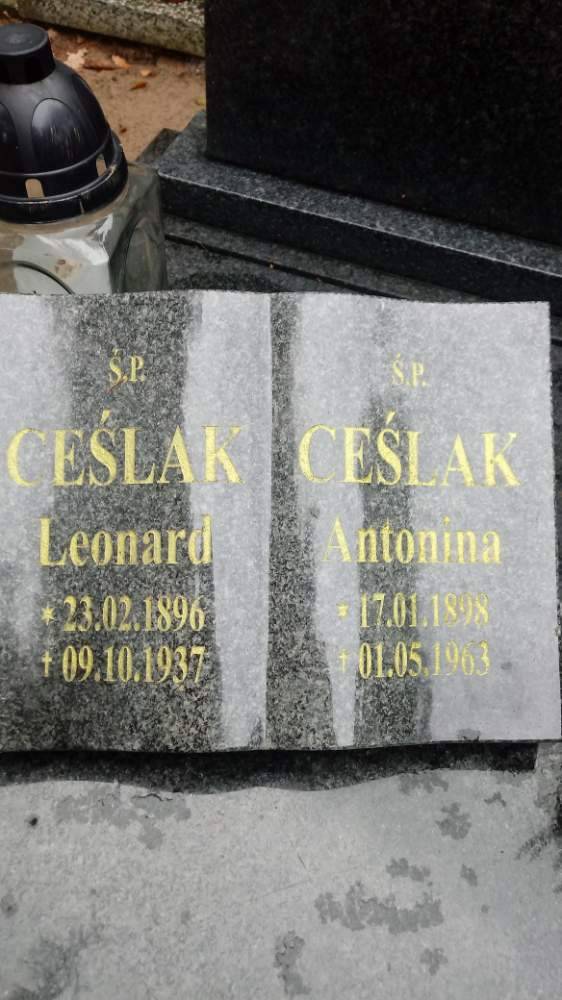 Ś.P.
CEŚLAK
Leonard
* 23.02.1896
† 09.10.1937
Ś.P.
CEŚLAK
Antonina
* 17.01.1898
† 01.05.1963